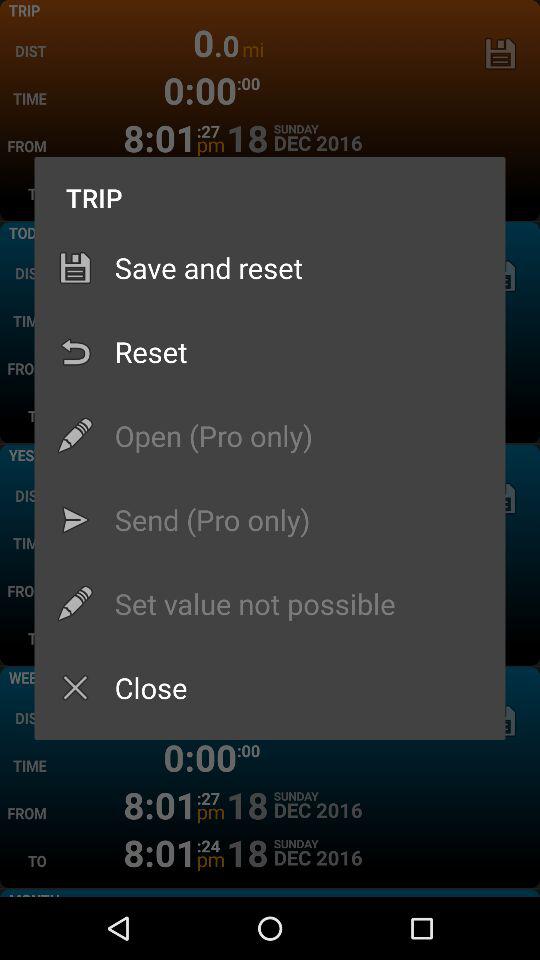 TRIP
DIST 0.0 mi
TIME 0:00:00
FROM 8:01:27 pm 18 SUNDAY DEC 2016
T
TRIP
TOD
Save and reset
DIS
TIM
Reset
FRO
T
Open (Pro only)
YES
DIS
Send (Pro only)
TIM
FRO
Set value not possible
T
WEE
Close
DIS
TIME 0:00:00
FROM 8:01:27 pm 18 SUNDAY DEC 2016
TO 8:01:24 pm 18 SUNDAY DEC 2016
MONTH